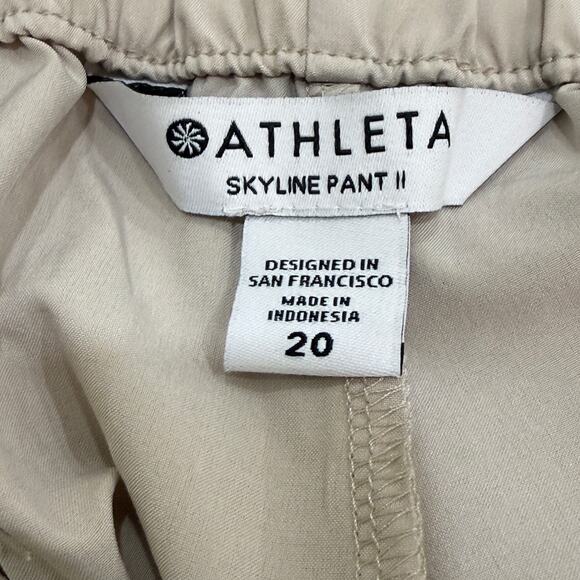 ATHLETA
SKYLINE PANT II
DESIGNED IN
SAN FRANCISCO
MADE IN
INDONESIA
20